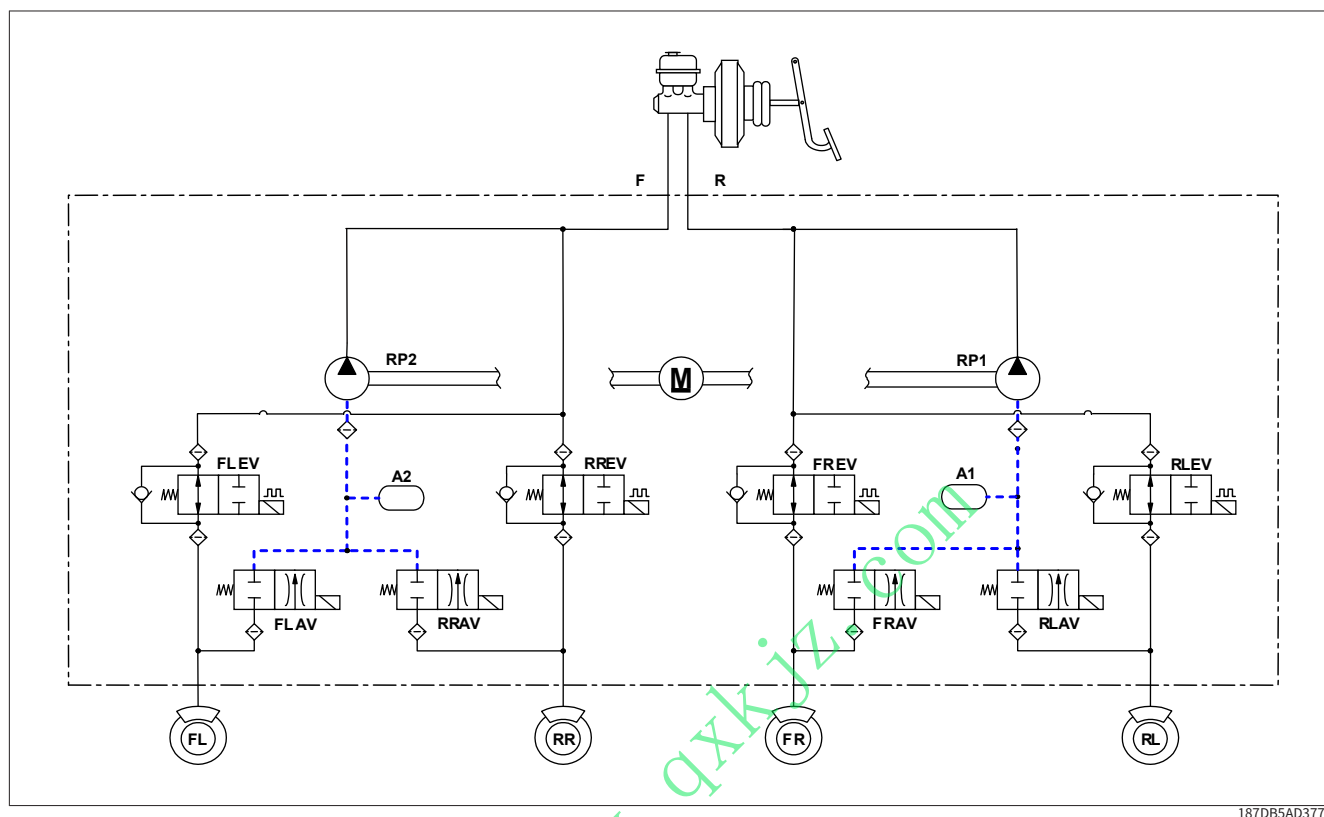 F R
RP2
M
RP1
FLEV
RREV
FREV
RLEV
A2
A1
FLAV
RRAV
FRAV
RLAV
FL
RR
FR
RL
qxkjz.com
187DB5AD377